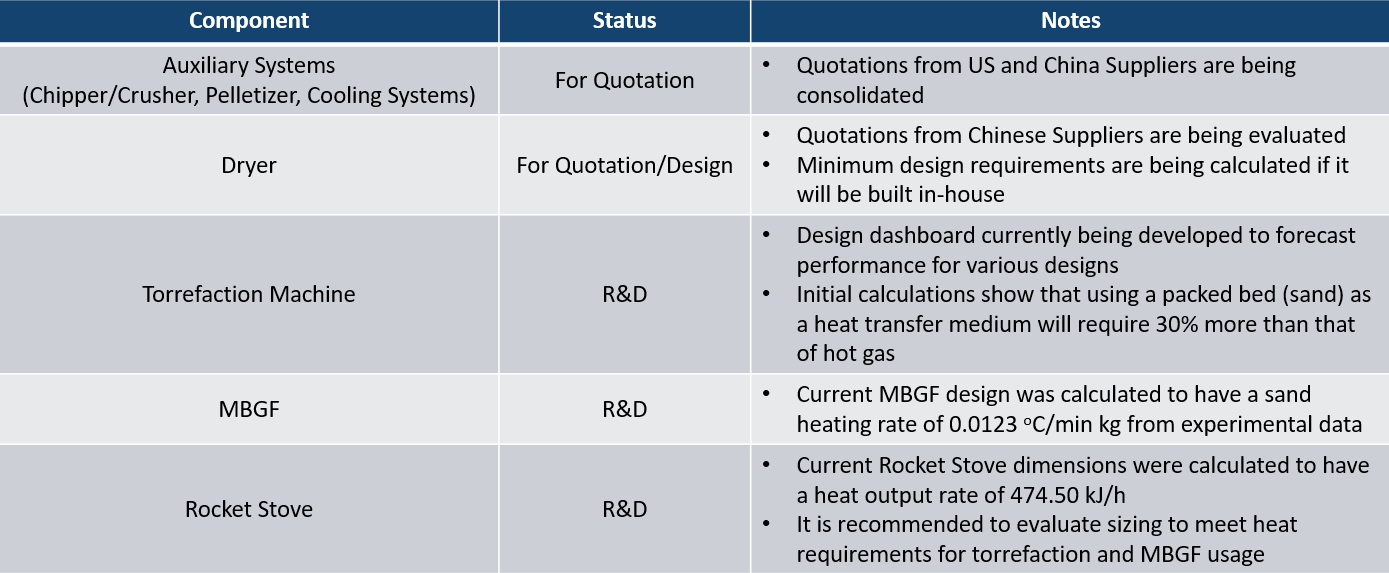 Component Status Notes
Auxiliary Systems
(Chipper/Crusher, Pelletizer, Cooling Systems)
For Quotation
• Quotations from US and China Suppliers are being
consolidated
Dryer
For Quotation/Design
• Quotations from Chinese Suppliers are being evaluated
• Minimum design requirements are being calculated if it
will be built in-house
Torrefaction Machine
R&D
• Design dashboard currently being developed to forecast
performance for various designs
• Initial calculations show that using a packed bed (sand) as
a heat transfer medium will require 30% more than that
of hot gas
MBGF
R&D
• Current MBGF design was calculated to have a sand
heating rate of 0.0123 ᵒC/min kg from experimental data
Rocket Stove
R&D
• Current Rocket Stove dimensions were calculated to have
a heat output rate of 474.50 kJ/h
• It is recommended to evaluate sizing to meet heat
requirements for torrefaction and MBGF usage